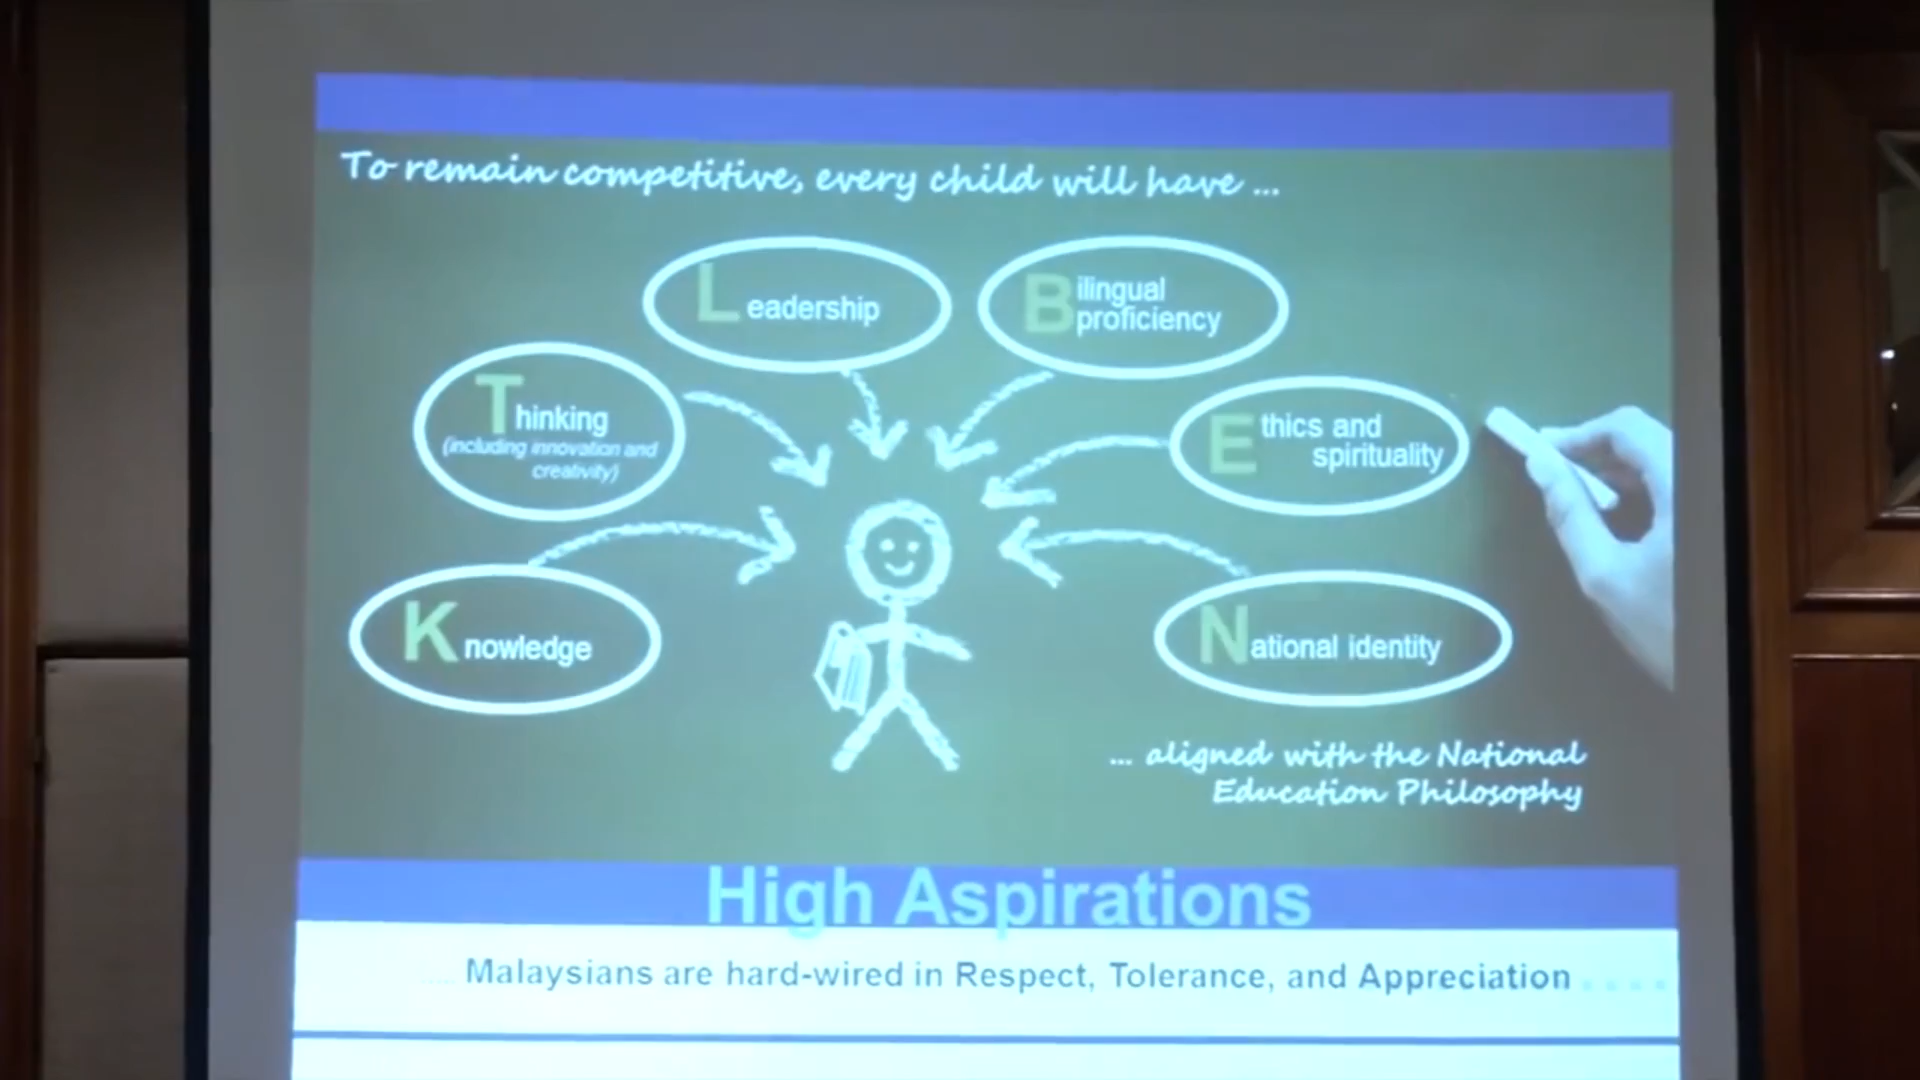 To remain competitive, every child will have ...
Leadership
Bilingual
proficiency
Thinking
(including innovation and
creativity)
Ethics and
spirituality
Knowledge
National identity
... aligned with the National
Education Philosophy
High Aspirations
.... Malaysians are hard-wired in Respect, Tolerance, and Appreciation ....